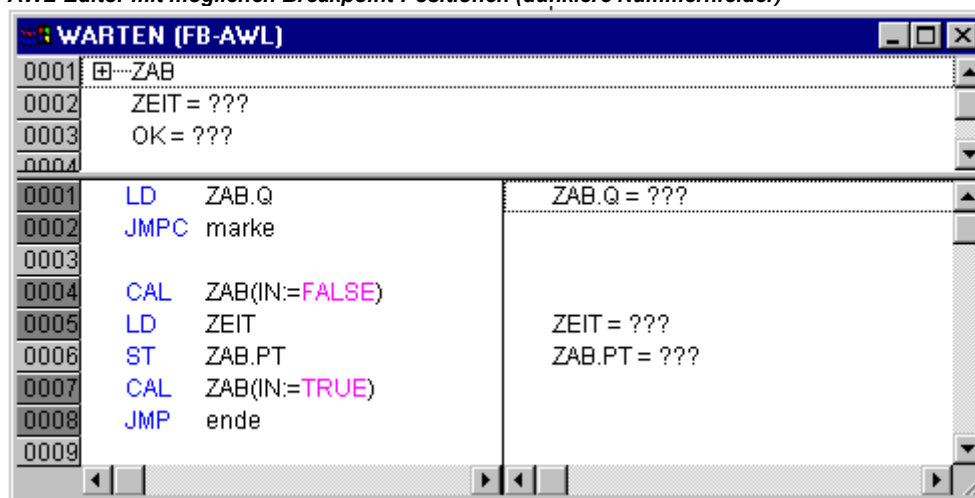 AWL-Editor mit möglichen Breakpoint-Positionen (dunklere Nummernfelder)
WARTEN (FB-AWL)
0001 ZAB
0002 ZEIT = ???
0003 OK = ???
0004
0001 LD ZAB.Q ZAB.Q = ???
0002 JMPC marke
0003
0004 CAL ZAB(IN:=FALSE)
0005 LD ZEIT ZEIT = ???
0006 ST ZAB.PT ZAB.PT = ???
0007 CAL ZAB(IN:=TRUE)
0008 JMP ende
0009